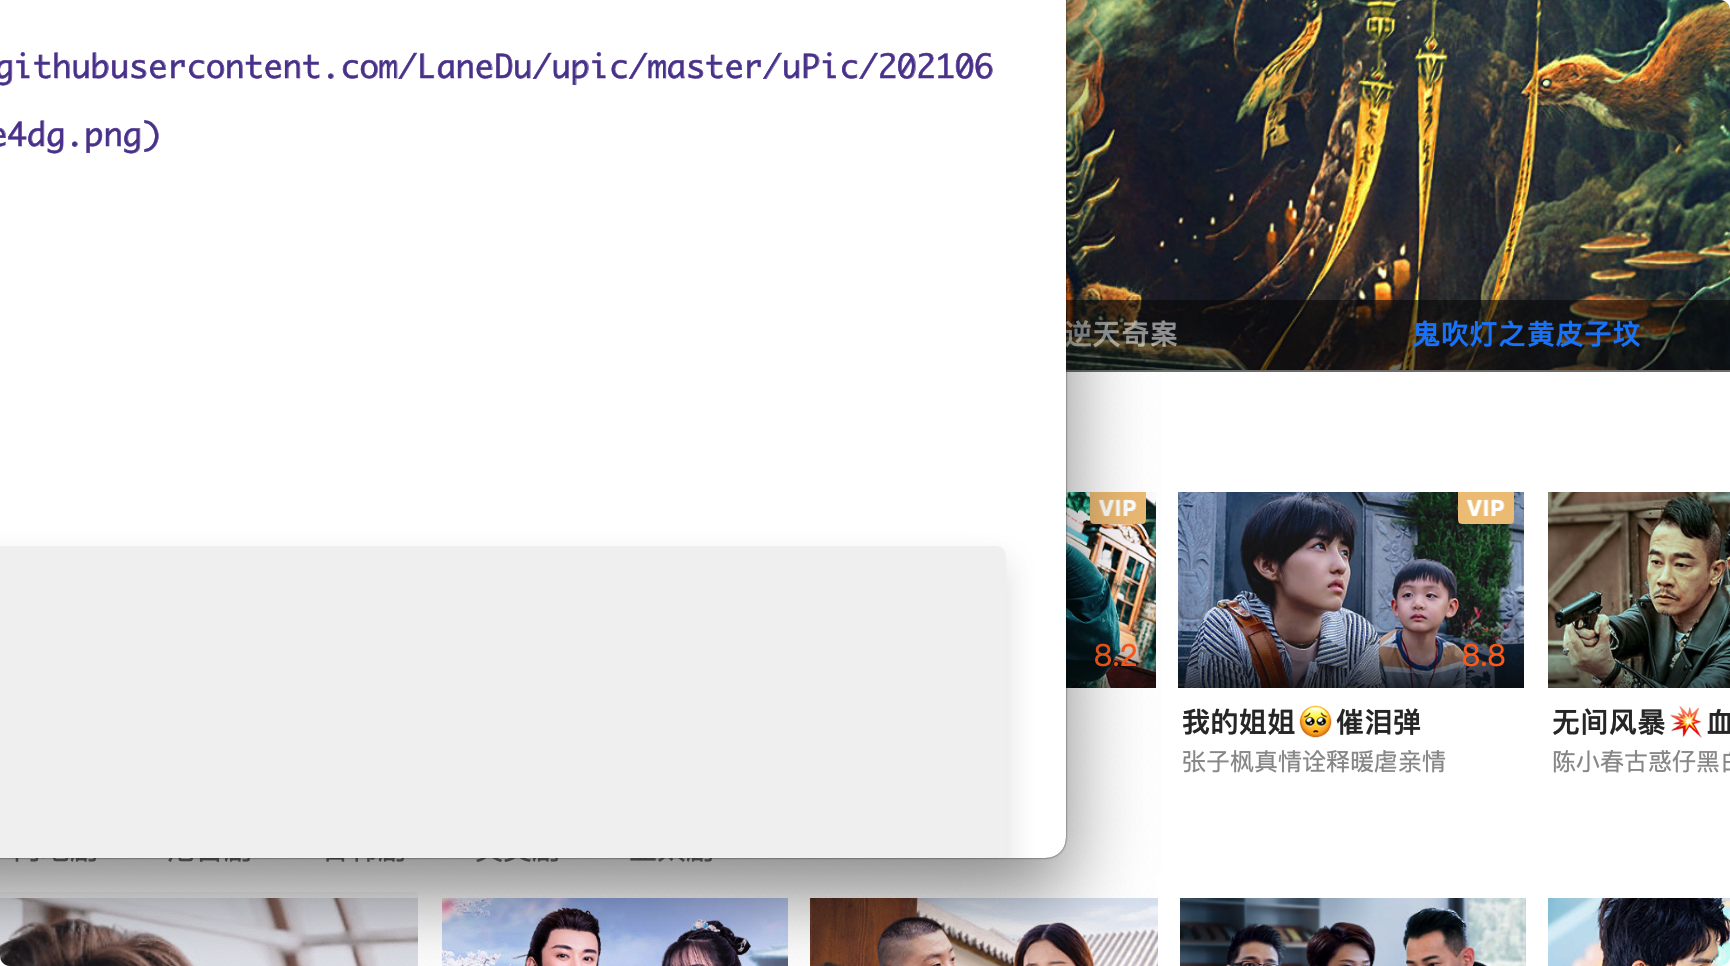 githubusercontent.com/LaneDu/upic/master/uPic/202106
e4dg.png)
逆天奇案
鬼吹灯之黄皮子坟
VIP
8.2
VIP
8.8
我的姐姐🥺催泪弹
张子枫真情诠释暖虐亲情
无间风暴💥血
陈小春古惑仔黑白